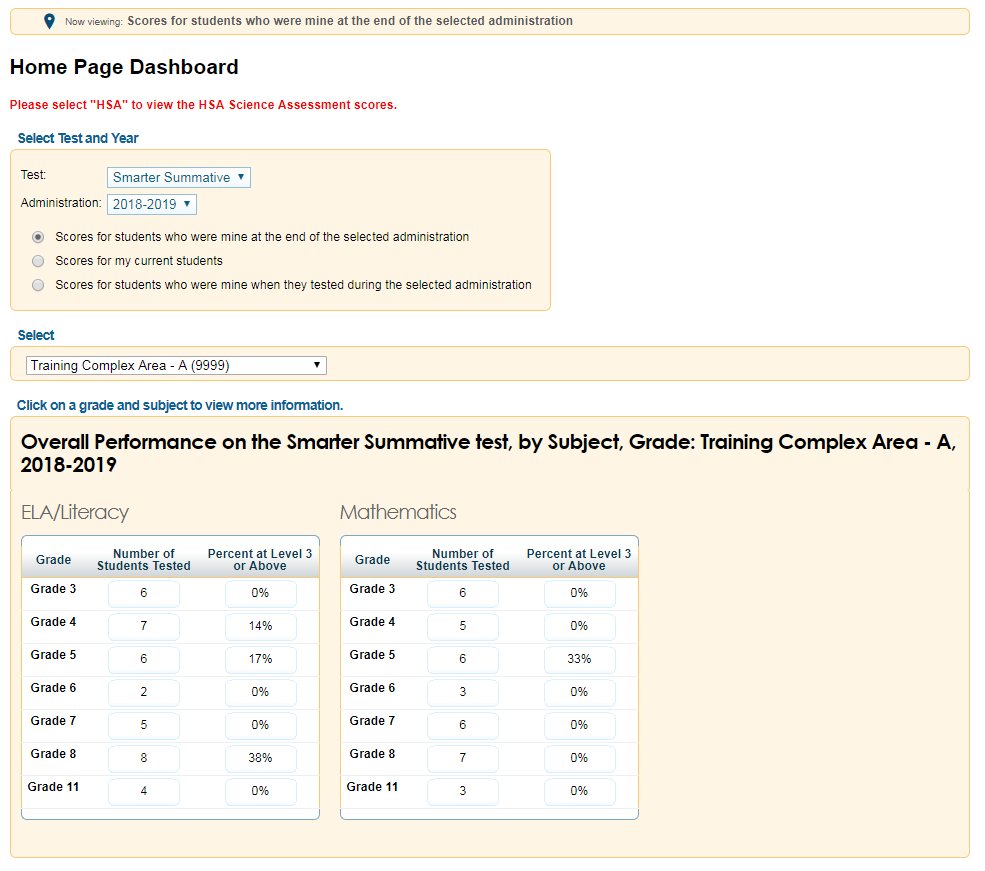 Now viewing: Scores for students who were mine at the end of the selected administration
Home Page Dashboard
Please select "HSA" to view the HSA Science Assessment scores.
Select Test and Year
Test: Smarter Summative
Administration: 2018-2019
Scores for students who were mine at the end of the selected administration
Scores for my current students
Scores for students who were mine when they tested during the selected administration
Select
Training Complex Area - A (9999)
Click on a grade and subject to view more information.
Overall Performance on the Smarter Summative test, by Subject, Grade: Training Complex Area - A,
2018-2019
ELA/Literacy
Grade Number of Students Tested Percent at Level 3 or Above
Grade 3 6 0%
Grade 4 7 14%
Grade 5 6 17%
Grade 6 2 0%
Grade 7 5 0%
Grade 8 8 38%
Grade 11 4 0%
Mathematics
Grade Number of Students Tested Percent at Level 3 or Above
Grade 3 6 0%
Grade 4 5 0%
Grade 5 6 33%
Grade 6 3 0%
Grade 7 6 0%
Grade 8 7 0%
Grade 11 3 0%